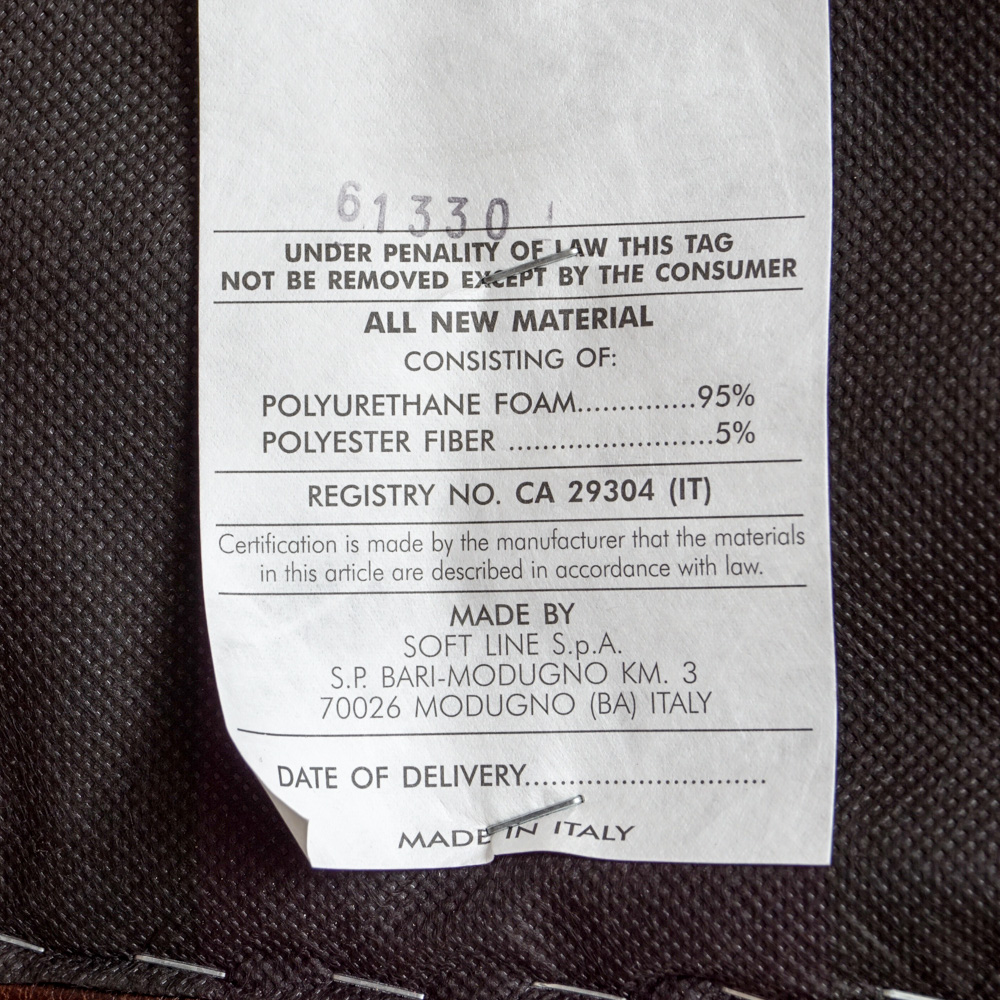 61330
UNDER PENALITY OF LAW THIS TAG
NOT BE REMOVED EXCEPT BY THE CONSUMER
ALL NEW MATERIAL
CONSISTING OF:
POLYURETHANE FOAM..............95%
POLYESTER FIBER ........................5%
REGISTRY NO. CA 29304 (IT)
Certification is made by the manufacturer that the materials
in this article are described in accordance with law.
MADE BY
SOFT LINE S.p.A.
S.P. BARI-MODUGNO KM. 3
70026 MODUGNO (BA) ITALY
DATE OF DELIVERY............................
MADE IN ITALY